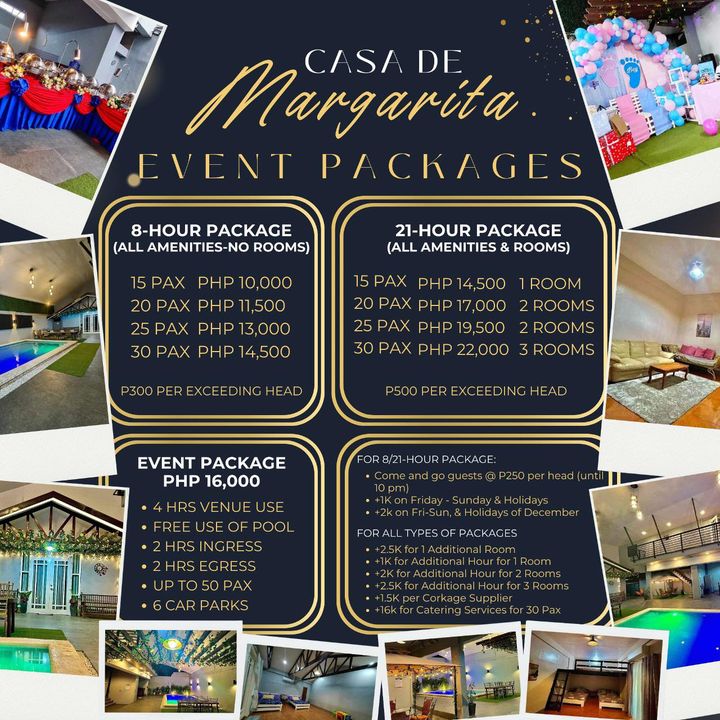 CASA DE
Margarita
EVENT PACKAGES
8-HOUR PACKAGE
(ALL AMENITIES-NO ROOMS)
15 PAX PHP 10,000
20 PAX PHP 11,500
25 PAX PHP 13,000
30 PAX PHP 14,500
P300 PER EXCEEDING HEAD
21-HOUR PACKAGE
(ALL AMENITIES & ROOMS)
15 PAX PHP 14,500 1 ROOM
20 PAX PHP 17,000 2 ROOMS
25 PAX PHP 19,500 2 ROOMS
30 PAX PHP 22,000 3 ROOMS
P500 PER EXCEEDING HEAD
EVENT PACKAGE
PHP 16,000
• 4 HRS VENUE USE
• FREE USE OF POOL
• 2 HRS INGRESS
• 2 HRS EGRESS
• UP TO 50 PAX
• 6 CAR PARKS
FOR 8/21-HOUR PACKAGE:
• Come and go guests @ P250 per head (until
10 pm)
• +1K on Friday - Sunday & Holidays
• +2k on Fri-Sun, & Holidays of December
FOR ALL TYPES OF PACKAGES
• +2.5K for 1 Additional Room
• +1K for Additional Hour for 1 Room
• +2K for Additional Hour for 2 Rooms
• +2.5K for Additional Hour for 3 Rooms
• +1.5K per Corkage Supplier
• +16k for Catering Services for 30 Pax